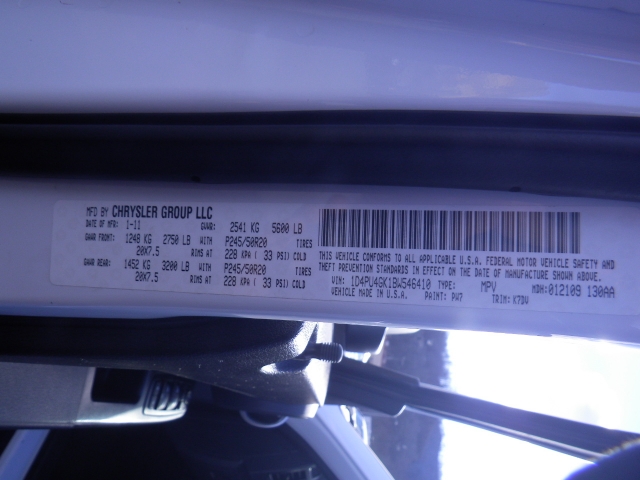 MFD BY CHRYSLER GROUP LLC
DATE OF MFR: 1-11 GVWR: 2541 KG 5600 LB
GAWR FRONT: 1248 KG 2750 LB WITH P245/50R20 TIRES
20X7.5 RIMS AT 228 KPA ( 33 PSI) COLD
GAWR REAR: 1452 KG 3200 LB WITH P245/50R20 TIRES
20X7.5 RIMS AT 228 KPA ( 33 PSI) COLD
THIS VEHICLE CONFORMS TO ALL APPLICABLE U.S.A. FEDERAL MOTOR VEHICLE SAFETY AND
THEFT PREVENTION STANDARDS IN EFFECT ON THE DATE OF MANUFACTURE SHOWN ABOVE.
VIN: 1D4PU4GK1BW546410 TYPE: MPV MDH: 012109 130AA
VEHICLE MADE IN U.S.A. PAINT: PW7 TRIM: K7DV